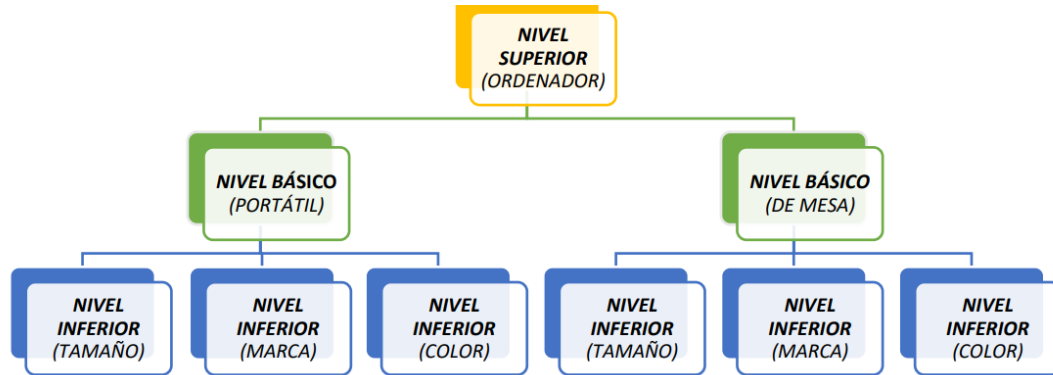 NIVEL
SUPERIOR
(ORDENADOR)
NIVEL BÁSICO
(PORTÁTIL)
NIVEL BÁSICO
(DE MESA)
NIVEL
INFERIOR
(TAMAÑO)
NIVEL
INFERIOR
(MARCA)
NIVEL
INFERIOR
(COLOR)
NIVEL
INFERIOR
(TAMAÑO)
NIVEL
INFERIOR
(MARCA)
NIVEL
INFERIOR
(COLOR)